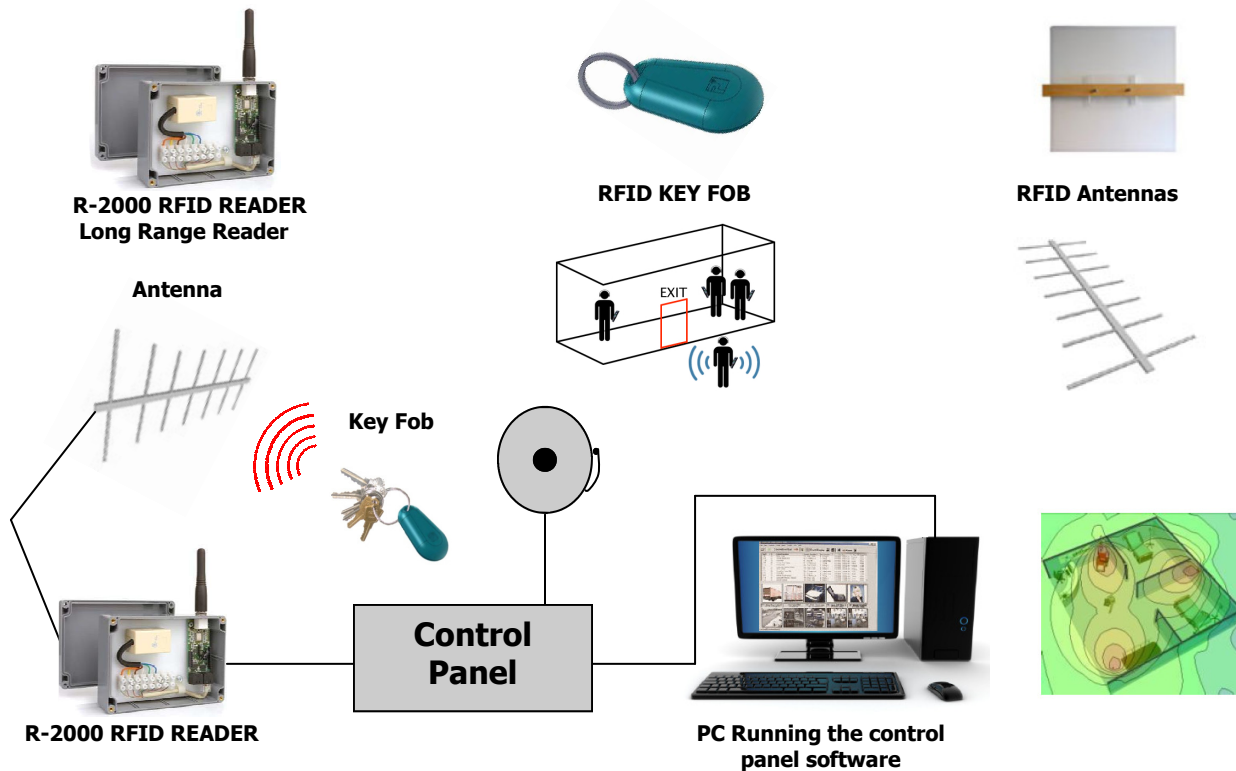 R-2000 RFID READER
Long Range Reader
RFID KEY FOB
RFID Antennas
Antenna
EXIT
Key Fob
Control
Panel
R-2000 RFID READER
PC Running the control
panel software